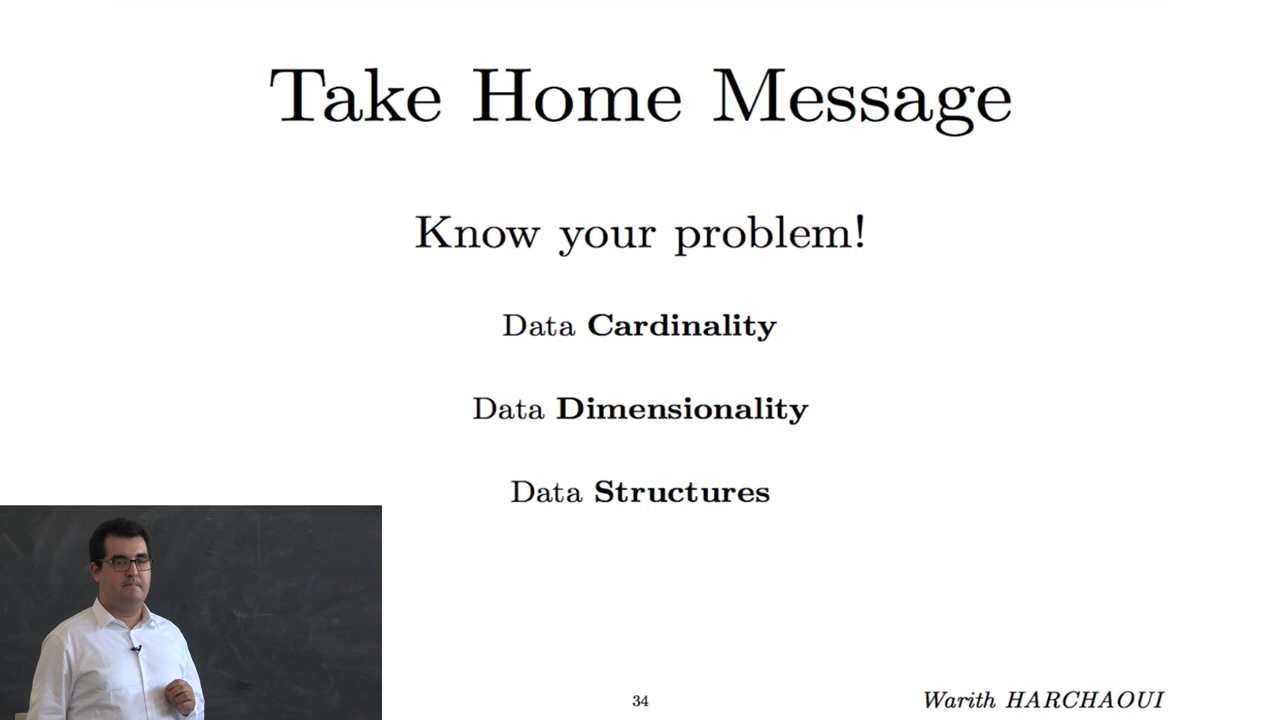 Take Home Message
Know your problem!
Data Cardinality
Data Dimensionality
Data Structures
34
Warith HARCHAOUI